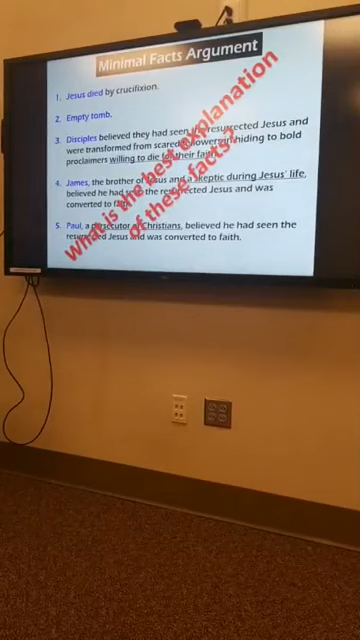 Minimal Facts Argument
1. Jesus died by crucifixion.
2. Empty tomb.
3. Disciples believed they had seen the resurrected Jesus and
were transformed from scared followers in hiding to bold
proclaimers willing to die for their faith.
4. James, the brother of Jesus and a skeptic during Jesus' life,
believed he had seen the resurrected Jesus and was
converted to faith.
5. Paul, a persecutor of Christians, believed he had seen the
resurrected Jesus and was converted to faith.
What is the best explanation
of these facts?